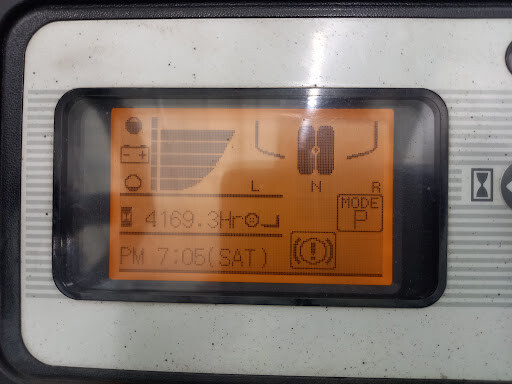 L N R
4169.3Hr
MODE
P
PM 7:05(SAT)